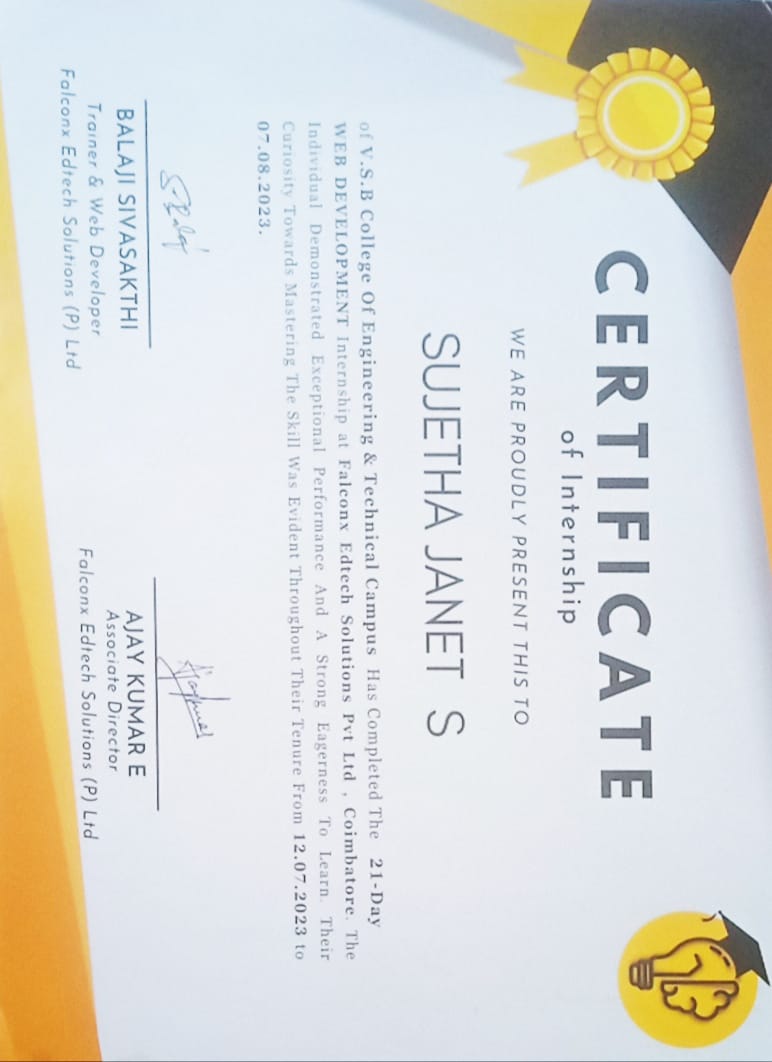 CERTIFICATE
of Internship
WE ARE PROUDLY PRESENT THIS TO
SUJETHA JANET S
of V.S.B College Of Engineering & Technical Campus Has Completed The 21-Day
WEB DEVELOPMENT Internship at Falconx Edtech Solutions Pvt Ltd , Coimbatore. The
Individual Demonstrated Exceptional Performance And A Strong Eagerness To Learn. Their
Curiosity Towards Mastering The Skill Was Evident Throughout Their Tenure From 12.07.2023 to
07.08.2023.
S-Balaji
BALAJI SIVASAKTHI
Trainer & Web Developer
Falconx Edtech Solutions (P) Ltd
Ajaykumar
AJAY KUMAR E
Associate Director
Falconx Edtech Solutions (P) Ltd